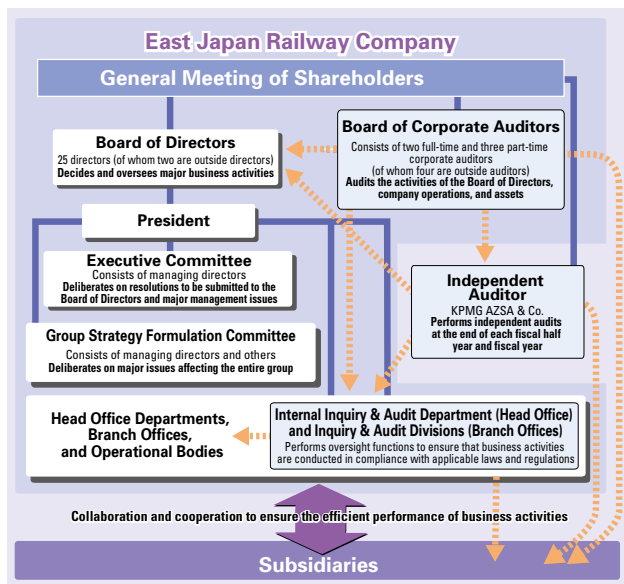 East Japan Railway Company
General Meeting of Shareholders
Board of Directors
25 directors (of whom two are outside directors)
Decides and oversees major business activities
Board of Corporate Auditors
Consists of two full-time and three part-time
corporate auditors
(of whom four are outside auditors)
Audits the activities of the Board of Directors,
company operations, and assets
President
Executive Committee
Consists of managing directors
Deliberates on resolutions to be submitted to the
Board of Directors and major management issues
Independent
Auditor
KPMG AZSA & Co.
Performs independent audits
at the end of each fiscal half
year and fiscal year
Group Strategy Formulation Committee
Consists of managing directors and others
Deliberates on major issues affecting the entire group
Head Office Departments,
Branch Offices,
and Operational Bodies
Internal Inquiry & Audit Department (Head Office)
and Inquiry & Audit Divisions (Branch Offices)
Performs oversight functions to ensure that business activities
are conducted in compliance with applicable laws and regulations
Collaboration and cooperation to ensure the efficient performance of business activities
Subsidiaries